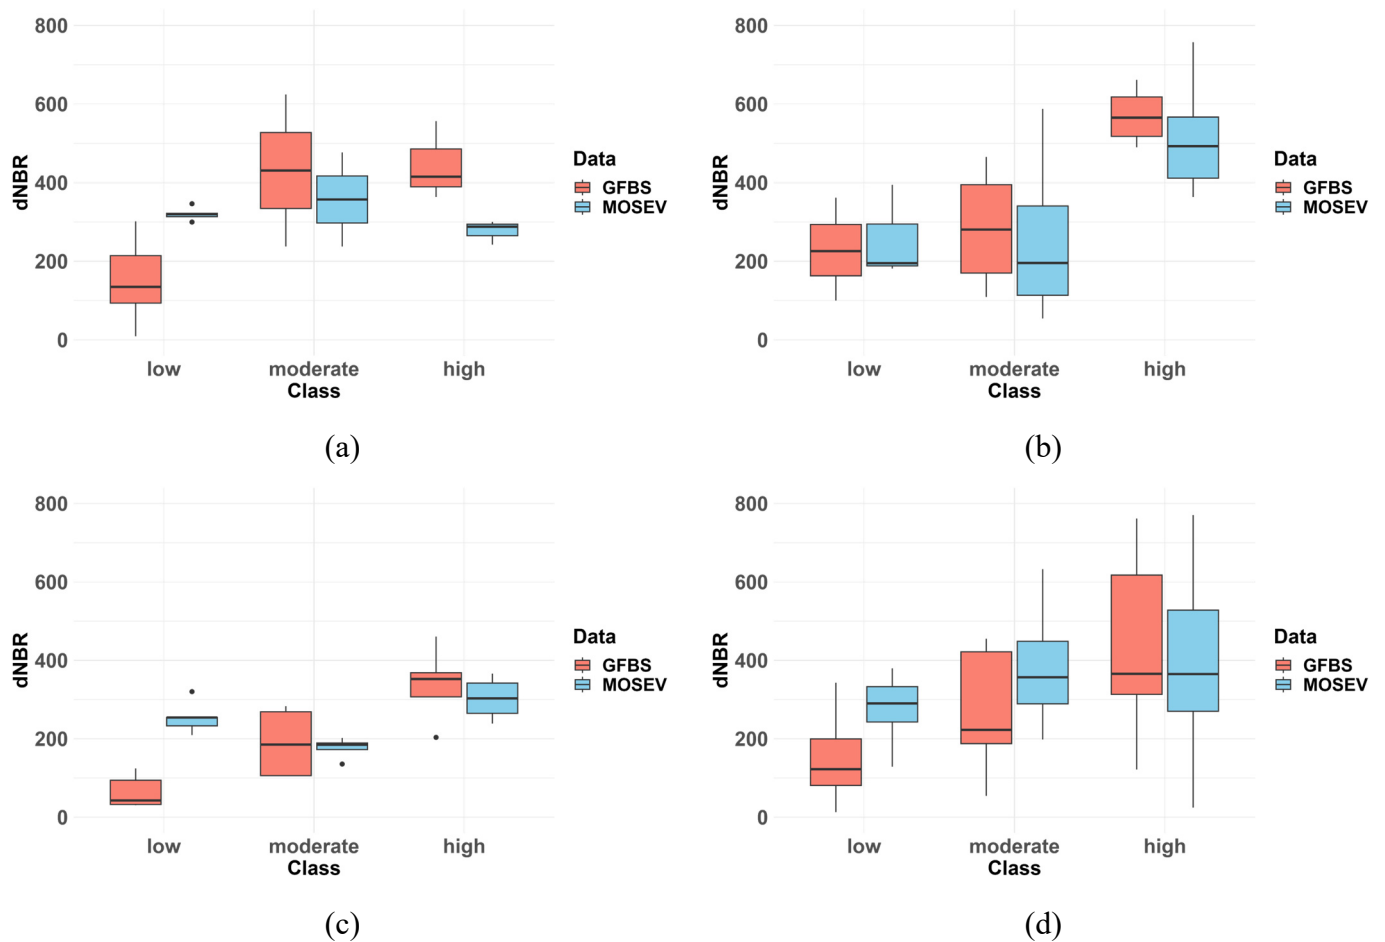 800
600
400
200
0
dNBR
low moderate high
Class
Data
GFBS
MOSEV
(a)
800
600
400
200
0
dNBR
low moderate high
Class
Data
GFBS
MOSEV
(b)
800
600
400
200
0
dNBR
low moderate high
Class
Data
GFBS
MOSEV
(c)
800
600
400
200
0
dNBR
low moderate high
Class
Data
GFBS
MOSEV
(d)